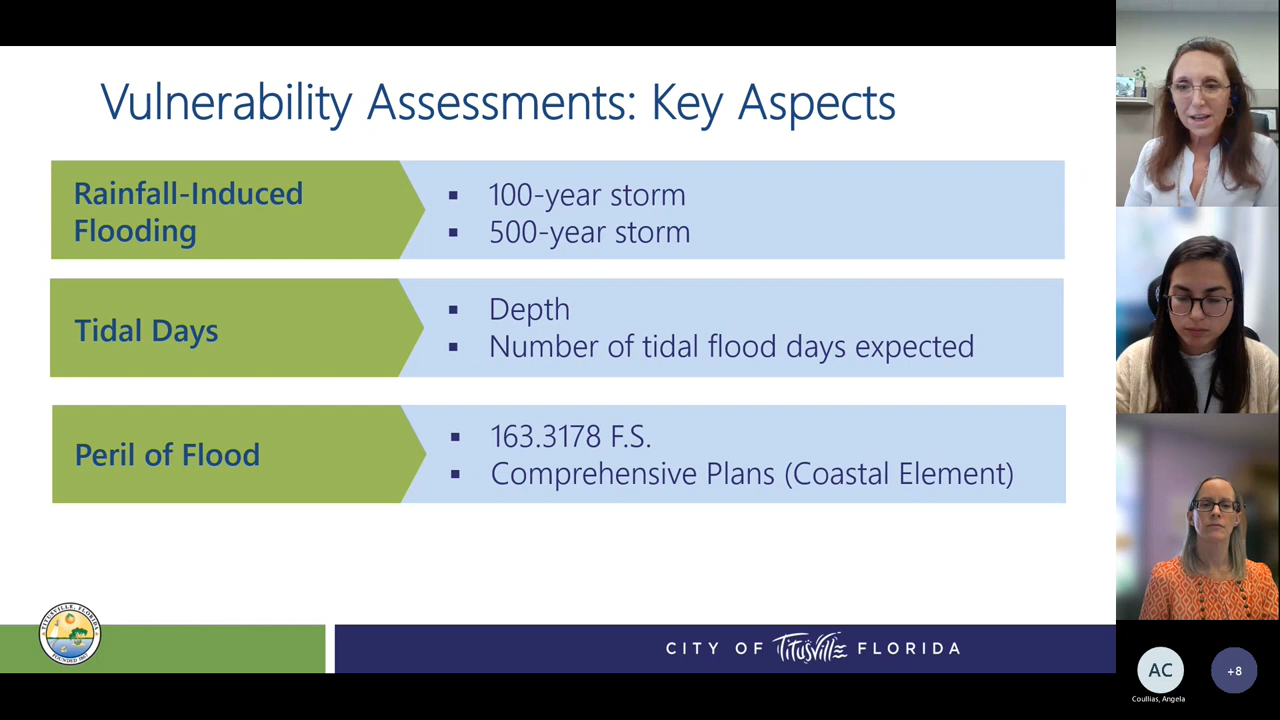 Vulnerability Assessments: Key Aspects
Rainfall-Induced
Flooding
▪ 100-year storm
▪ 500-year storm
Tidal Days
▪ Depth
▪ Number of tidal flood days expected
Peril of Flood
▪ 163.3178 F.S.
▪ Comprehensive Plans (Coastal Element)
TITUSVILLE, FLORIDA
CITY OF Titusville FLORIDA
AC
+8
Coullias, Angela